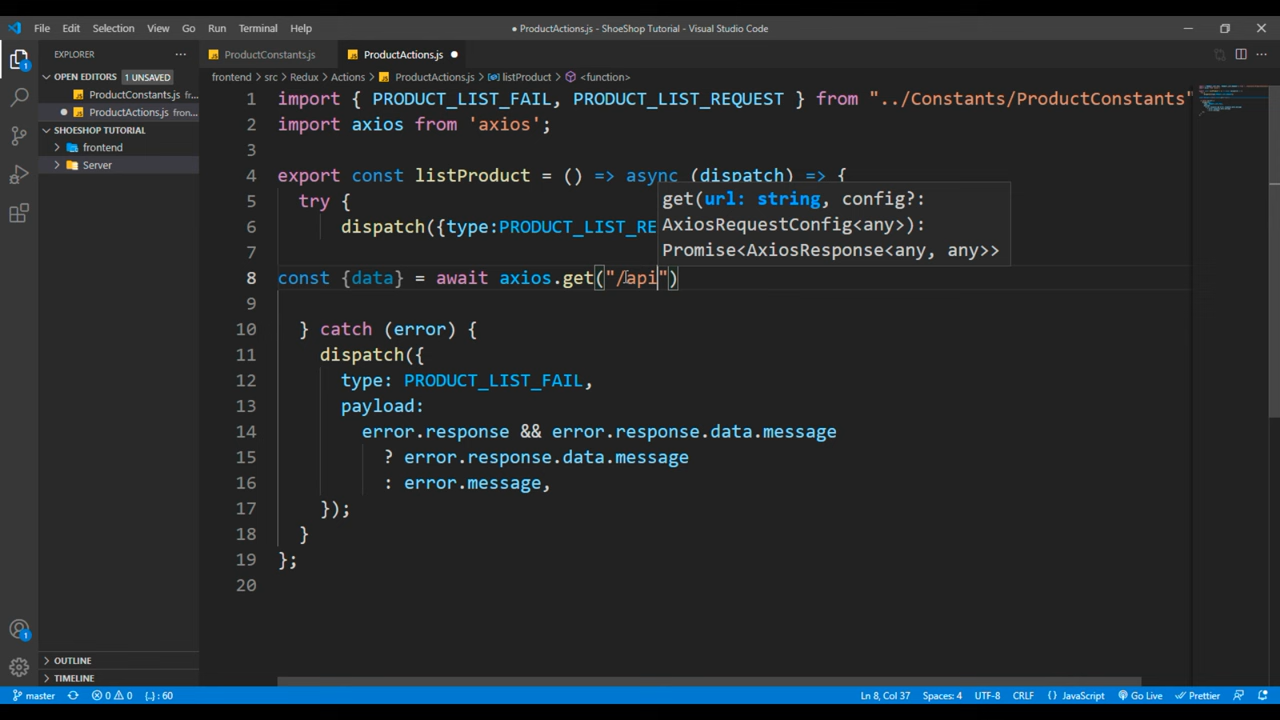 File Edit Selection View Go Run Terminal Help
● ProductActions.js - ShoeShop Tutorial - Visual Studio Code
EXPLORER
ProductConstants.js
ProductActions.js
OPEN EDITORS 1 UNSAVED
ProductConstants.js
ProductActions.js
SHOESHOP TUTORIAL
frontend
Server
OUTLINE
TIMELINE
frontend > src > Redux > Actions > ProductActions.js > listProduct > <function>
1 import { PRODUCT_LIST_FAIL, PRODUCT_LIST_REQUEST } from "../Constants/ProductConstants"
2 import axios from 'axios';
3
4 export const listProduct = () => async (dispatch) => {
5 try {
6 dispatch({type:PRODUCT_LIST_RE
7
8 const {data} = await axios.get("/api")
9
10 } catch (error) {
11 dispatch({
12 type: PRODUCT_LIST_FAIL,
13 payload:
14 error.response && error.response.data.message
15 ? error.response.data.message
16 : error.message,
17 });
18 }
19 };
20
get(url: string, config?:
AxiosRequestConfig<any>):
Promise<AxiosResponse<any, any>>
master 0 0 {..} : 60
Ln 8, Col 37 Spaces: 4 UTF-8 CRLF {} JavaScript Go Live Prettier
1
1